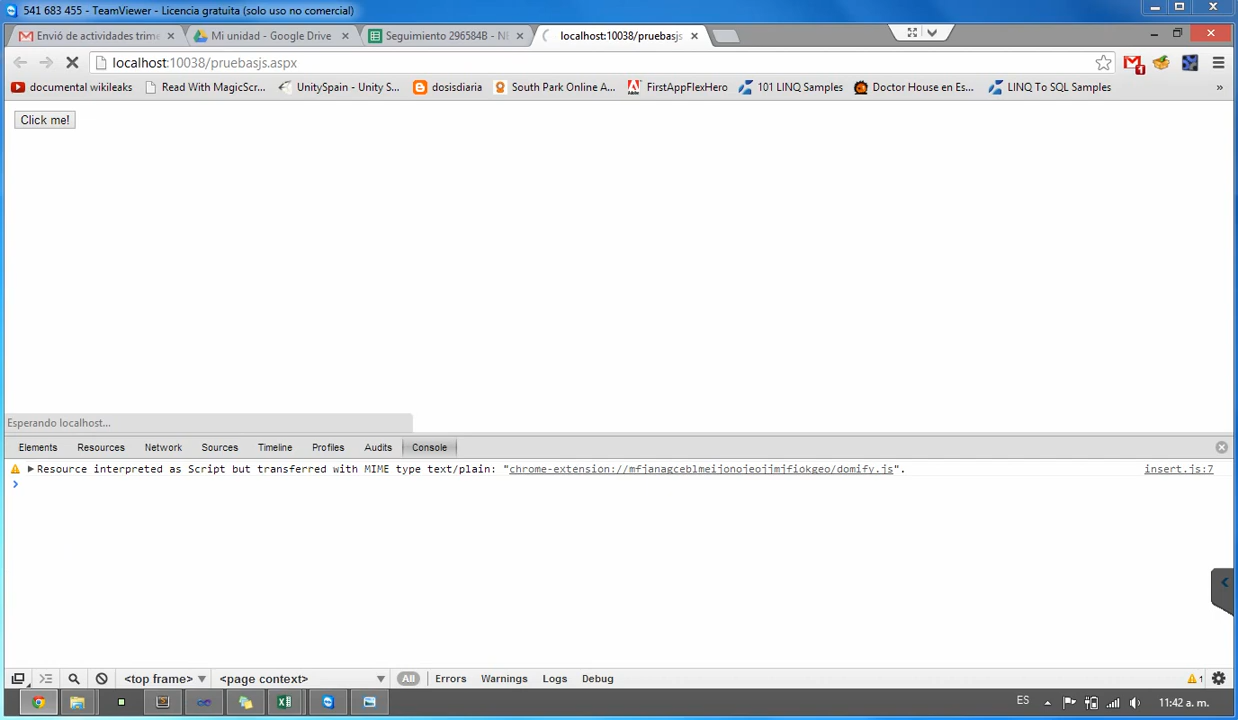 541 683 455 - TeamViewer - Licencia gratuita (solo uso no comercial)
Envió de actividades trime
Mi unidad - Google Drive
Seguimiento 296584B - N
localhost:10038/pruebasjs
localhost:10038/pruebasjs.aspx
documental wikileaks
Read With MagicScr...
UnitySpain - Unity S...
dosisdiaria
South Park Online A...
FirstAppFlexHero
101 LINQ Samples
Doctor House en Es...
LINQ To SQL Samples
»
Click me!
Esperando localhost...
Elements Resources Network Sources Timeline Profiles Audits Console
Resource interpreted as Script but transferred with MIME type text/plain: "chrome-extension://mfjanagceblmeijonojeojjmjfiokgeo/domify.js". insert.js:7
<top frame> <page context> All Errors Warnings Logs Debug 1
ES 11:42 a. m.